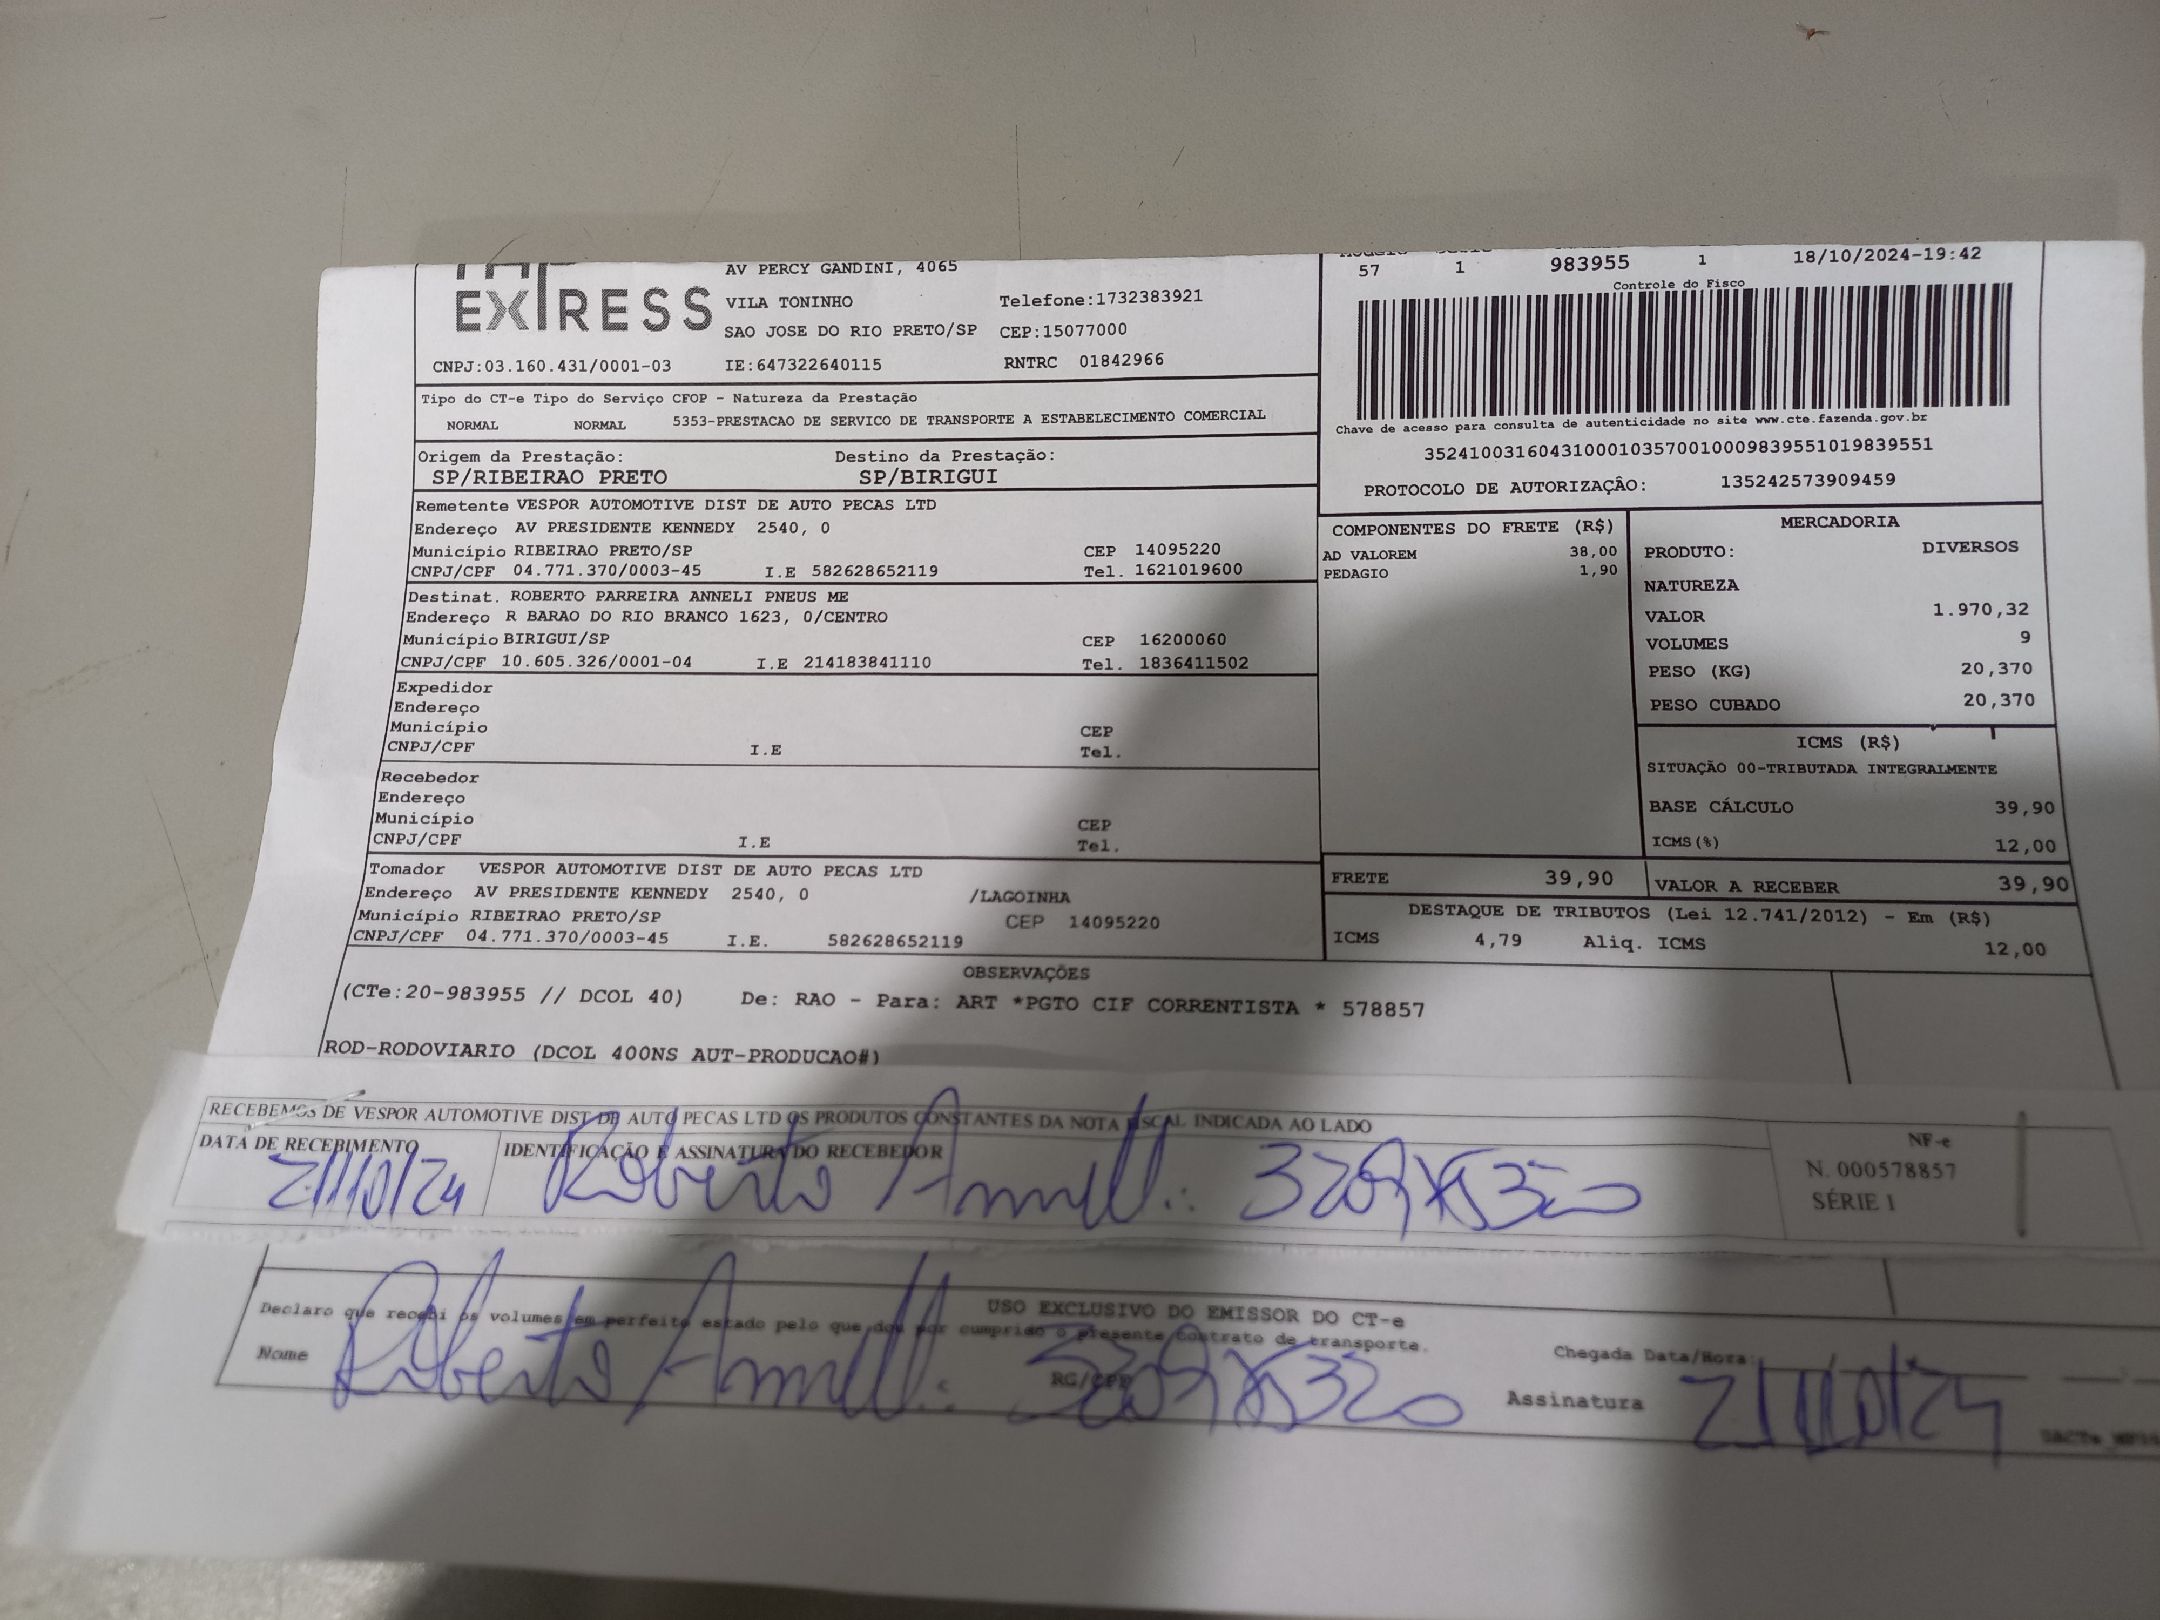 EXPRESS
AV PERCY GANDINI, 4065
VILA TONINHO Telefone:1732383921
SAO JOSE DO RIO PRETO/SP CEP:15077000
CNPJ:03.160.431/0001-03 IE:647322640115 RNTRC 01842966
57 1 983955 1 18/10/2024-19:42
Controle do Fisco
Chave de acesso para consulta de autenticidade no site www.cte.fazenda.gov.br
35241003160431000103570010009839551019839551
PROTOCOLO DE AUTORIZAÇÃO: 135242573909459
Tipo do CT-e Tipo do Serviço CFOP - Natureza da Prestação
NORMAL NORMAL 5353-PRESTACAO DE SERVICO DE TRANSPORTE A ESTABELECIMENTO COMERCIAL
Origem da Prestação: Destino da Prestação:
SP/RIBEIRAO PRETO SP/BIRIGUI
Remetente VESPOR AUTOMOTIVE DIST DE AUTO PECAS LTD
Endereço AV PRESIDENTE KENNEDY 2540, 0
Município RIBEIRAO PRETO/SP CEP 14095220
CNPJ/CPF 04.771.370/0003-45 I.E 582628652119 Tel. 1621019600
Destinat. ROBERTO PARREIRA ANNELI PNEUS ME
Endereço R BARAO DO RIO BRANCO 1623, 0/CENTRO
Município BIRIGUI/SP CEP 16200060
CNPJ/CPF 10.605.326/0001-04 I.E 214183841110 Tel. 1836411502
Expedidor
Endereço
Município CEP
CNPJ/CPF I.E Tel.
Recebedor
Endereço
Município CEP
CNPJ/CPF I.E Tel.
Tomador VESPOR AUTOMOTIVE DIST DE AUTO PECAS LTD
Endereço AV PRESIDENTE KENNEDY 2540, 0 /LAGOINHA
Município RIBEIRAO PRETO/SP CEP 14095220
CNPJ/CPF 04.771.370/0003-45 I.E. 582628652119
COMPONENTES DO FRETE (R$)
AD VALOREM 38,00
PEDAGIO 1,90
MERCADORIA
PRODUTO: DIVERSOS
NATUREZA
VALOR 1.970,32
VOLUMES 9
PESO (KG) 20,370
PESO CUBADO 20,370
ICMS (R$)
SITUAÇÃO 00-TRIBUTADA INTEGRALMENTE
BASE CÁLCULO 39,90
ICMS(%) 12,00
FRETE 39,90 VALOR A RECEBER 39,90
DESTAQUE DE TRIBUTOS (Lei 12.741/2012) - Em (R$)
ICMS 4,79 Aliq. ICMS 12,00
OBSERVAÇÕES
(CTe:20-983955 // DCOL 40) De: RAO - Para: ART *PGTO CIF CORRENTISTA * 578857
ROD-RODOVIARIO (DCOL 400NS AUT-PRODUCAO#)
RECEBEMOS DE VESPOR AUTOMOTIVE DIST DE AUTO PECAS LTD OS PRODUTOS CONSTANTES DA NOTA FISCAL INDICADA AO LADO
DATA DE RECEBIMENTO IDENTIFICAÇÃO E ASSINATURA DO RECEBEDOR
21/10/24 Roberto
NF-e
N. 000578857
SÉRIE 1
USO EXCLUSIVO DO EMISSOR DO CT-e
Declaro que recebi os volumes em perfeito estado pelo que dou por cumprido o presente contrato de transporte.
Nome Roberto RG/CPF
Chegada Data/Hora:
Assinatura 21/10/24